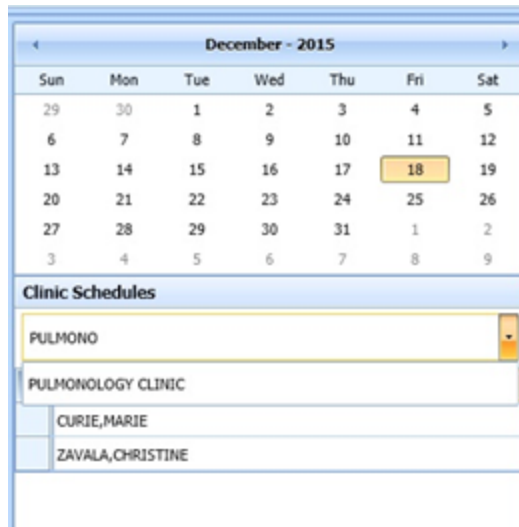 December - 2015
Sun Mon Tue Wed Thu Fri Sat
29 30 1 2 3 4 5
6 7 8 9 10 11 12
13 14 15 16 17 18 19
20 21 22 23 24 25 26
27 28 29 30 31 1 2
3 4 5 6 7 8 9
Clinic Schedules
PULMONO
PULMONOLOGY CLINIC
CURIE,MARIE
ZAVALA,CHRISTINE